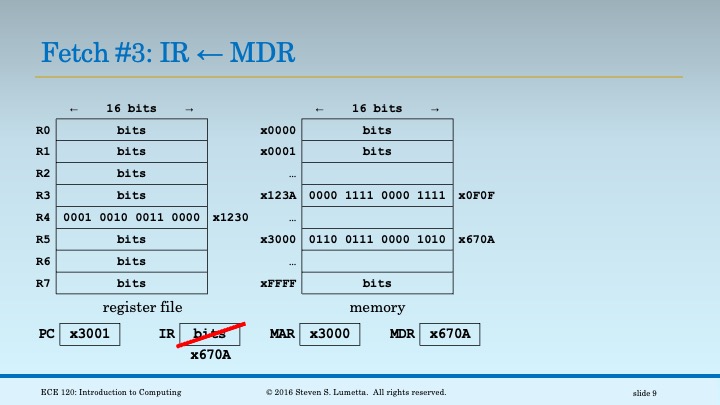 Fetch #3: IR ← MDR
← 16 bits → ← 16 bits →
R0 bits x0000 bits
R1 bits x0001 bits
R2 bits …
R3 bits x123A 0000 1111 0000 1111 x0F0F
R4 0001 0010 0011 0000 x1230 …
R5 bits x3000 0110 0111 0000 1010 x670A
R6 bits …
R7 bits xFFFF bits
register file memory
PC x3001 IR bits MAR x3000 MDR x670A
x670A
ECE 120: Introduction to Computing © 2016 Steven S. Lumetta. All rights reserved. slide 9